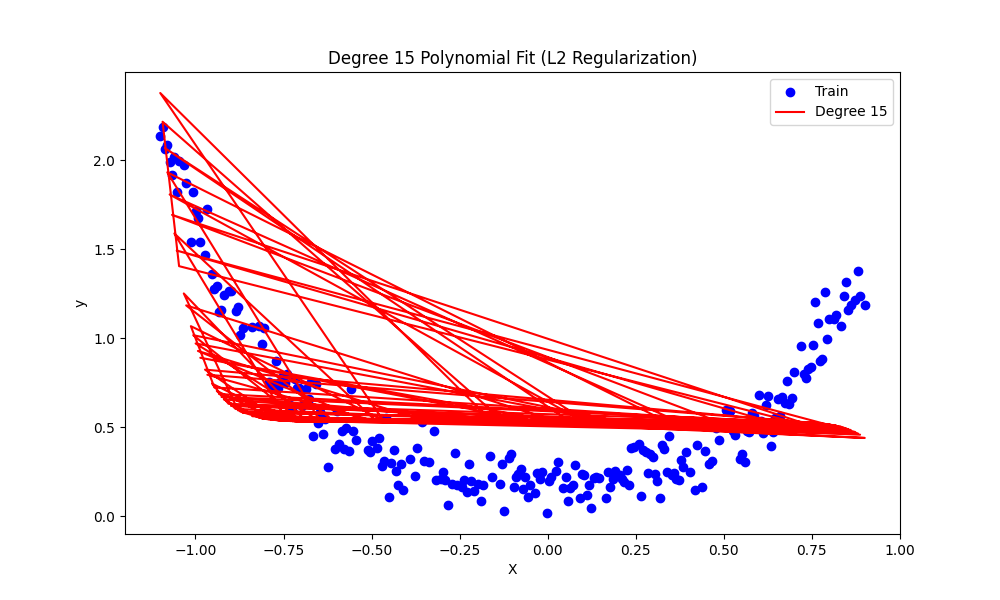 Degree 15 Polynomial Fit (L2 Regularization)
Train
Degree 15
y
2.0
1.5
1.0
0.5
0.0
−1.00 −0.75 −0.50 −0.25 0.00 0.25 0.50 0.75 1.00
X